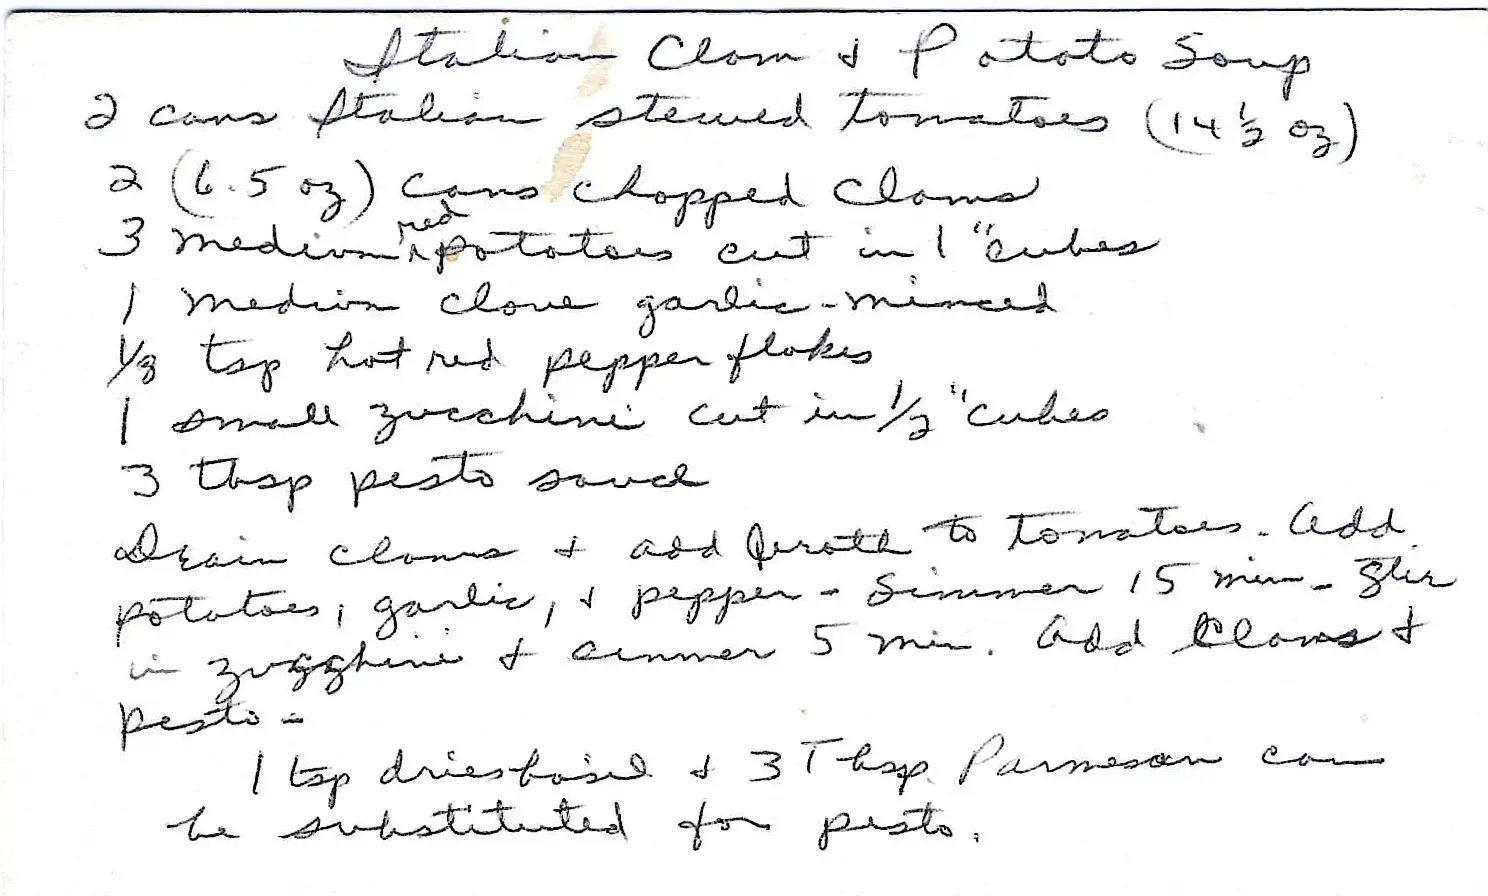 Italian Clam & Potato Soup
2 cans Italian stewed tomatoes (14 ½ oz)
2 (6.5 oz) cans chopped clams
3 medium red potatoes cut in 1" cubes
1 medium clove garlic - minced
⅛ tsp hot red pepper flakes
1 small zucchini cut in ½" cubes
3 tbsp pesto sauce
Drain clams & add broth to tomatoes. Add
potatoes, garlic, & pepper - Simmer 15 min - Stir
in zucchini & simmer 5 min. Add Clams &
pesto -
1 tsp dried basil & 3 Tbsp. Parmesan can
be substituted for pesto.